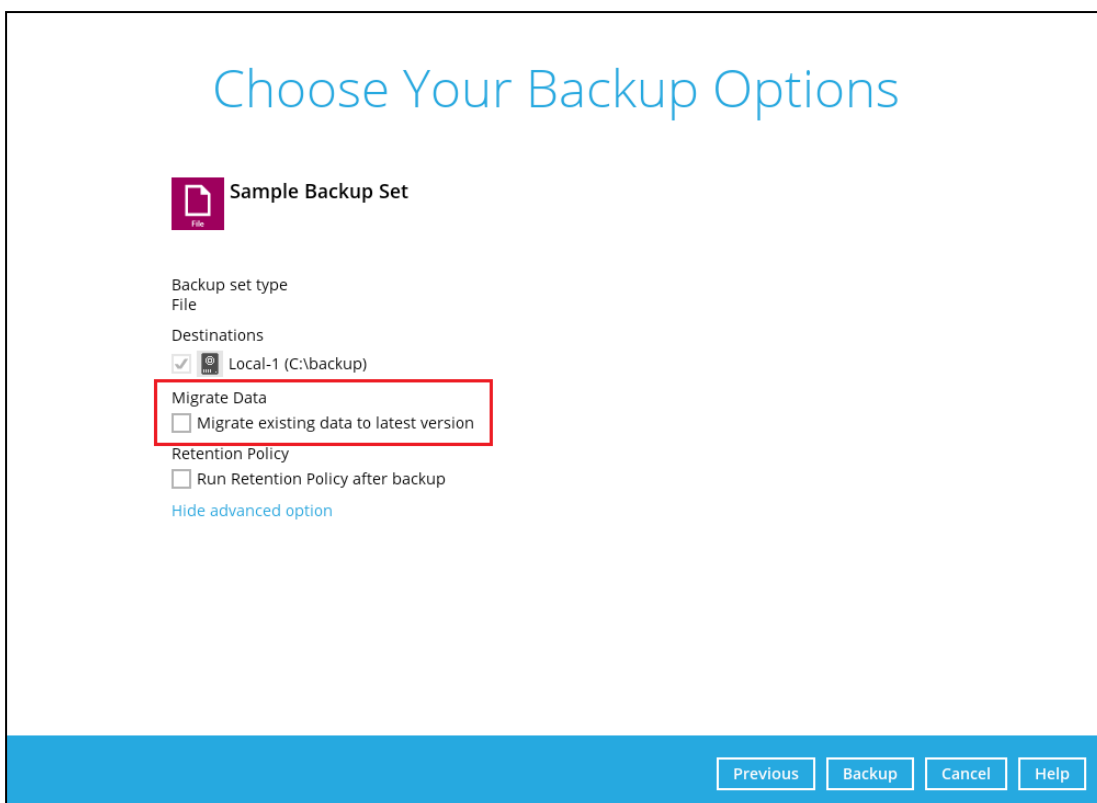 Choose Your Backup Options
Sample Backup Set
File
Backup set type
File
Destinations
Local-1 (C:\backup)
Migrate Data
Migrate existing data to latest version
Retention Policy
Run Retention Policy after backup
Hide advanced option
Previous Backup Cancel Help